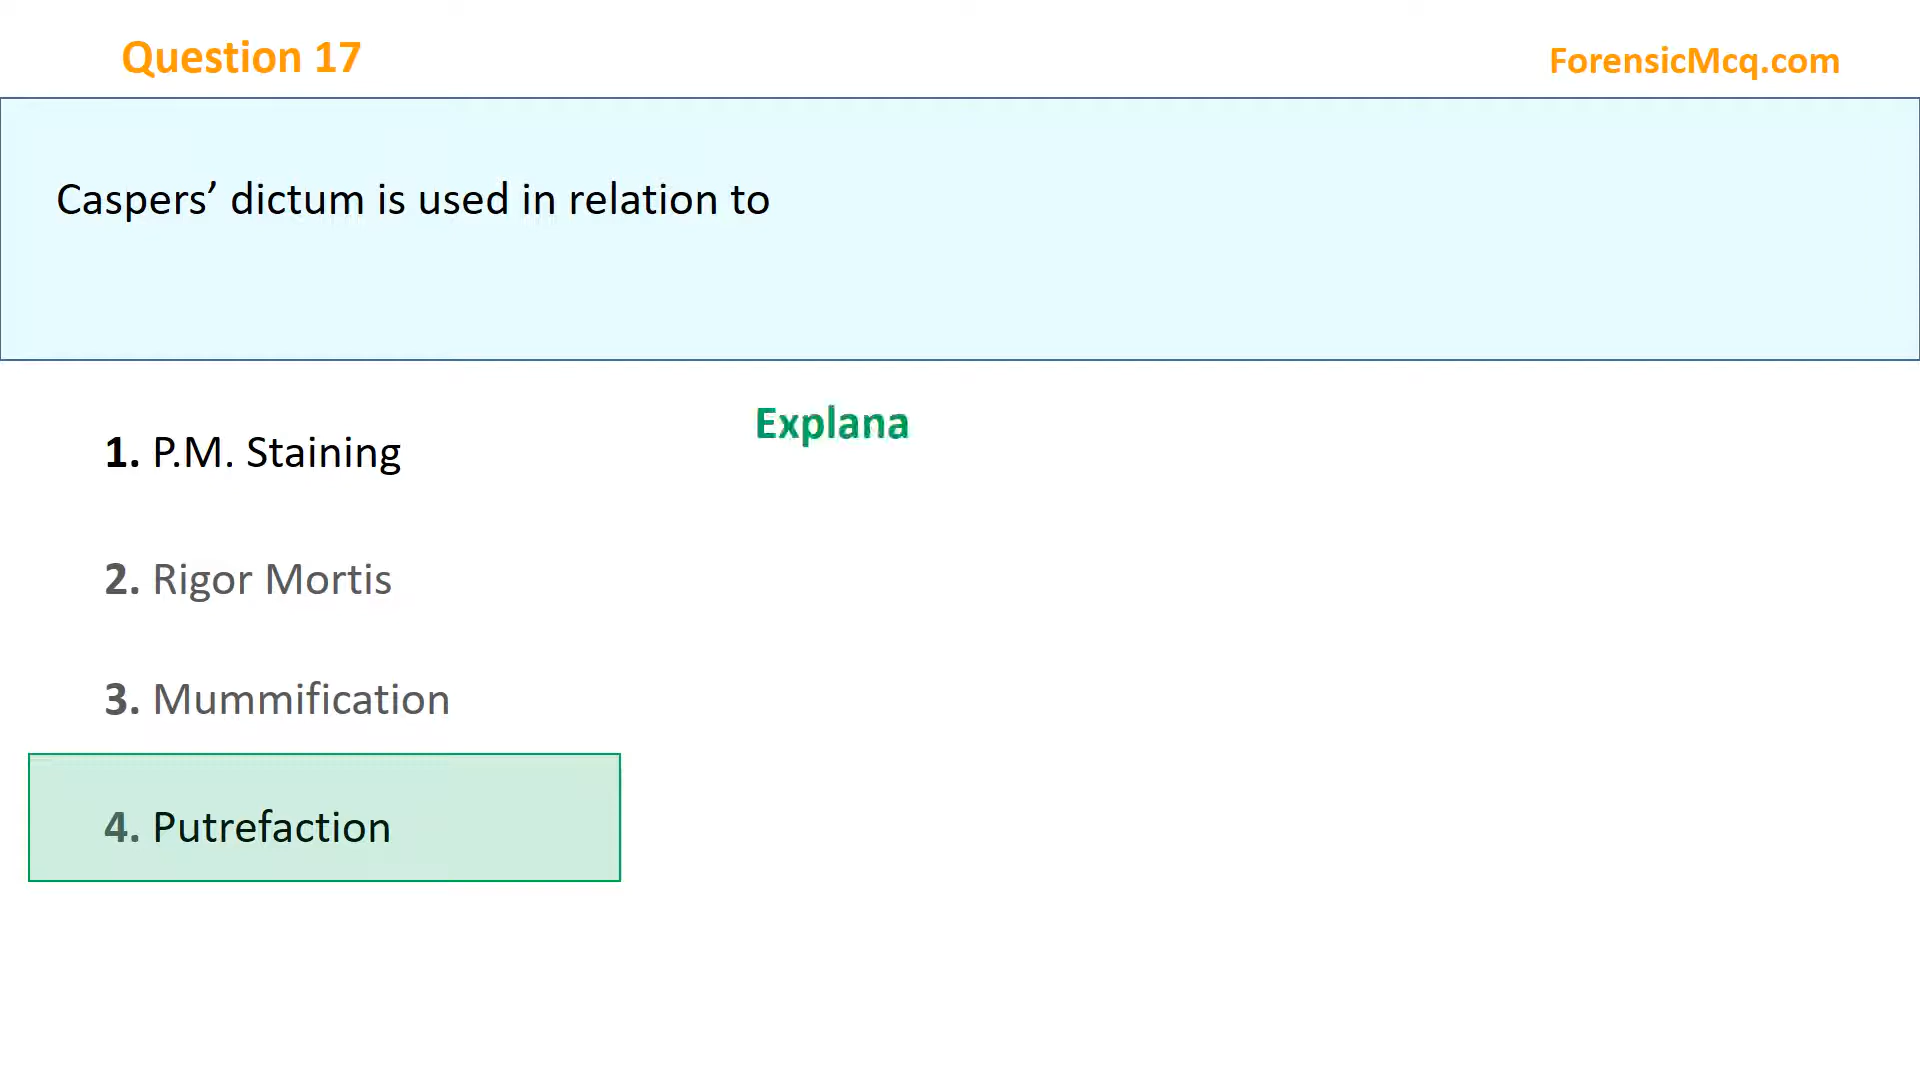 Question 17
ForensicMcq.com
Caspers’ dictum is used in relation to
Explana
1. P.M. Staining
2. Rigor Mortis
3. Mummification
4. Putrefaction